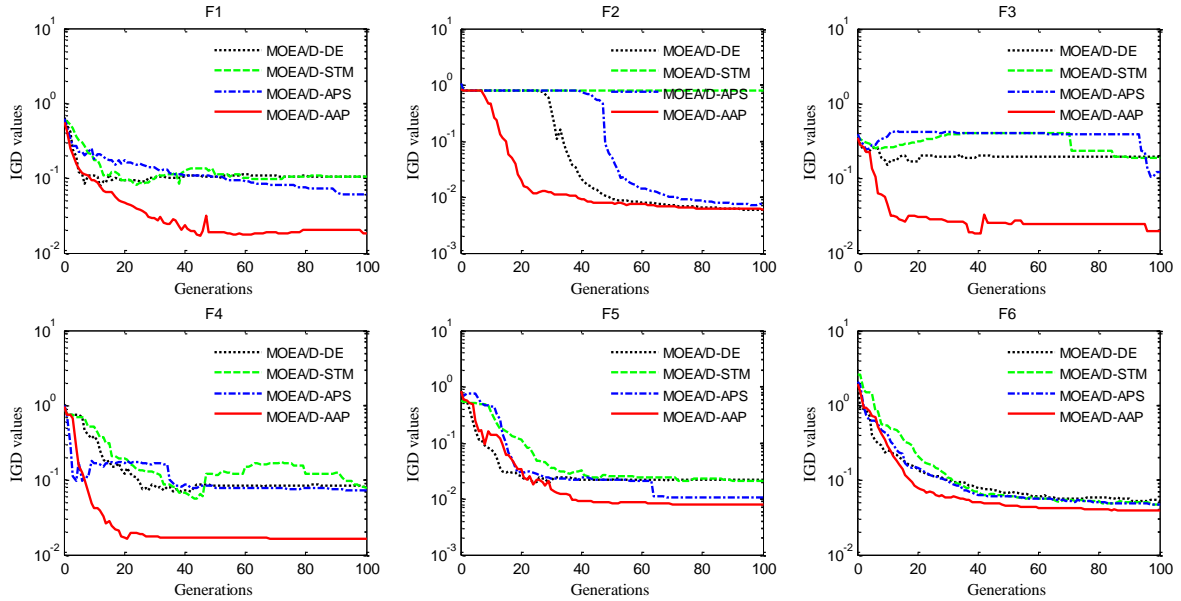 F1
IGD values
10^1
10^0
10^-1
10^-2
MOEA/D-DE
MOEA/D-STM
MOEA/D-APS
MOEA/D-AAP
0 20 40 60 80 100
Generations
F2
IGD values
10^1
10^0
10^-1
10^-2
10^-3
MOEA/D-DE
MOEA/D-STM
MOEA/D-APS
MOEA/D-AAP
0 20 40 60 80 100
Generations
F3
IGD values
10^1
10^0
10^-1
10^-2
MOEA/D-DE
MOEA/D-STM
MOEA/D-APS
MOEA/D-AAP
0 20 40 60 80 100
Generations
F4
IGD values
10^1
10^0
10^-1
10^-2
MOEA/D-DE
MOEA/D-STM
MOEA/D-APS
MOEA/D-AAP
0 20 40 60 80 100
Generations
F5
IGD values
10^1
10^0
10^-1
10^-2
10^-3
MOEA/D-DE
MOEA/D-STM
MOEA/D-APS
MOEA/D-AAP
0 20 40 60 80 100
Generations
F6
IGD values
10^1
10^0
10^-1
10^-2
MOEA/D-DE
MOEA/D-STM
MOEA/D-APS
MOEA/D-AAP
0 20 40 60 80 100
Generations